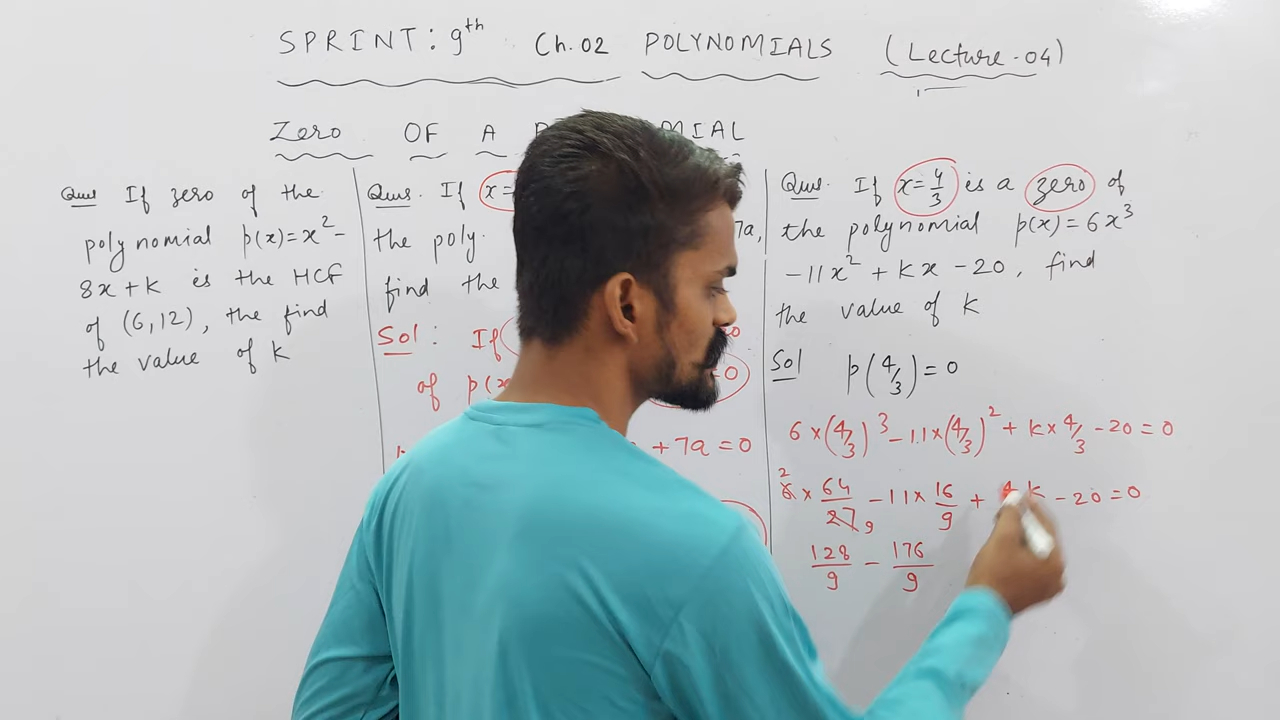 SPRINT: 9th Ch. 02 POLYNOMIALS (Lecture - 04)
Zero OF A
Ques If zero of the
polynomial p(x) = x² -
8x + k is the HCF
of (6,12), the find
the value of k
Ques. If x=
the poly. 7a,
find the
Sol: If
of p(x
+ 7a = 0
Ques. If x = 4/3 is a zero of
the polynomial p(x) = 6x³
- 11x² + kx - 20, find
the value of k
Sol p(4/3) = 0
6 × (4/3)³ - 11 × (4/3)² + k × 4/3 - 20 = 0
2
6 × 64/27 9 - 11 × 16/9 + 4 k - 20 = 0
128/9 - 176/9